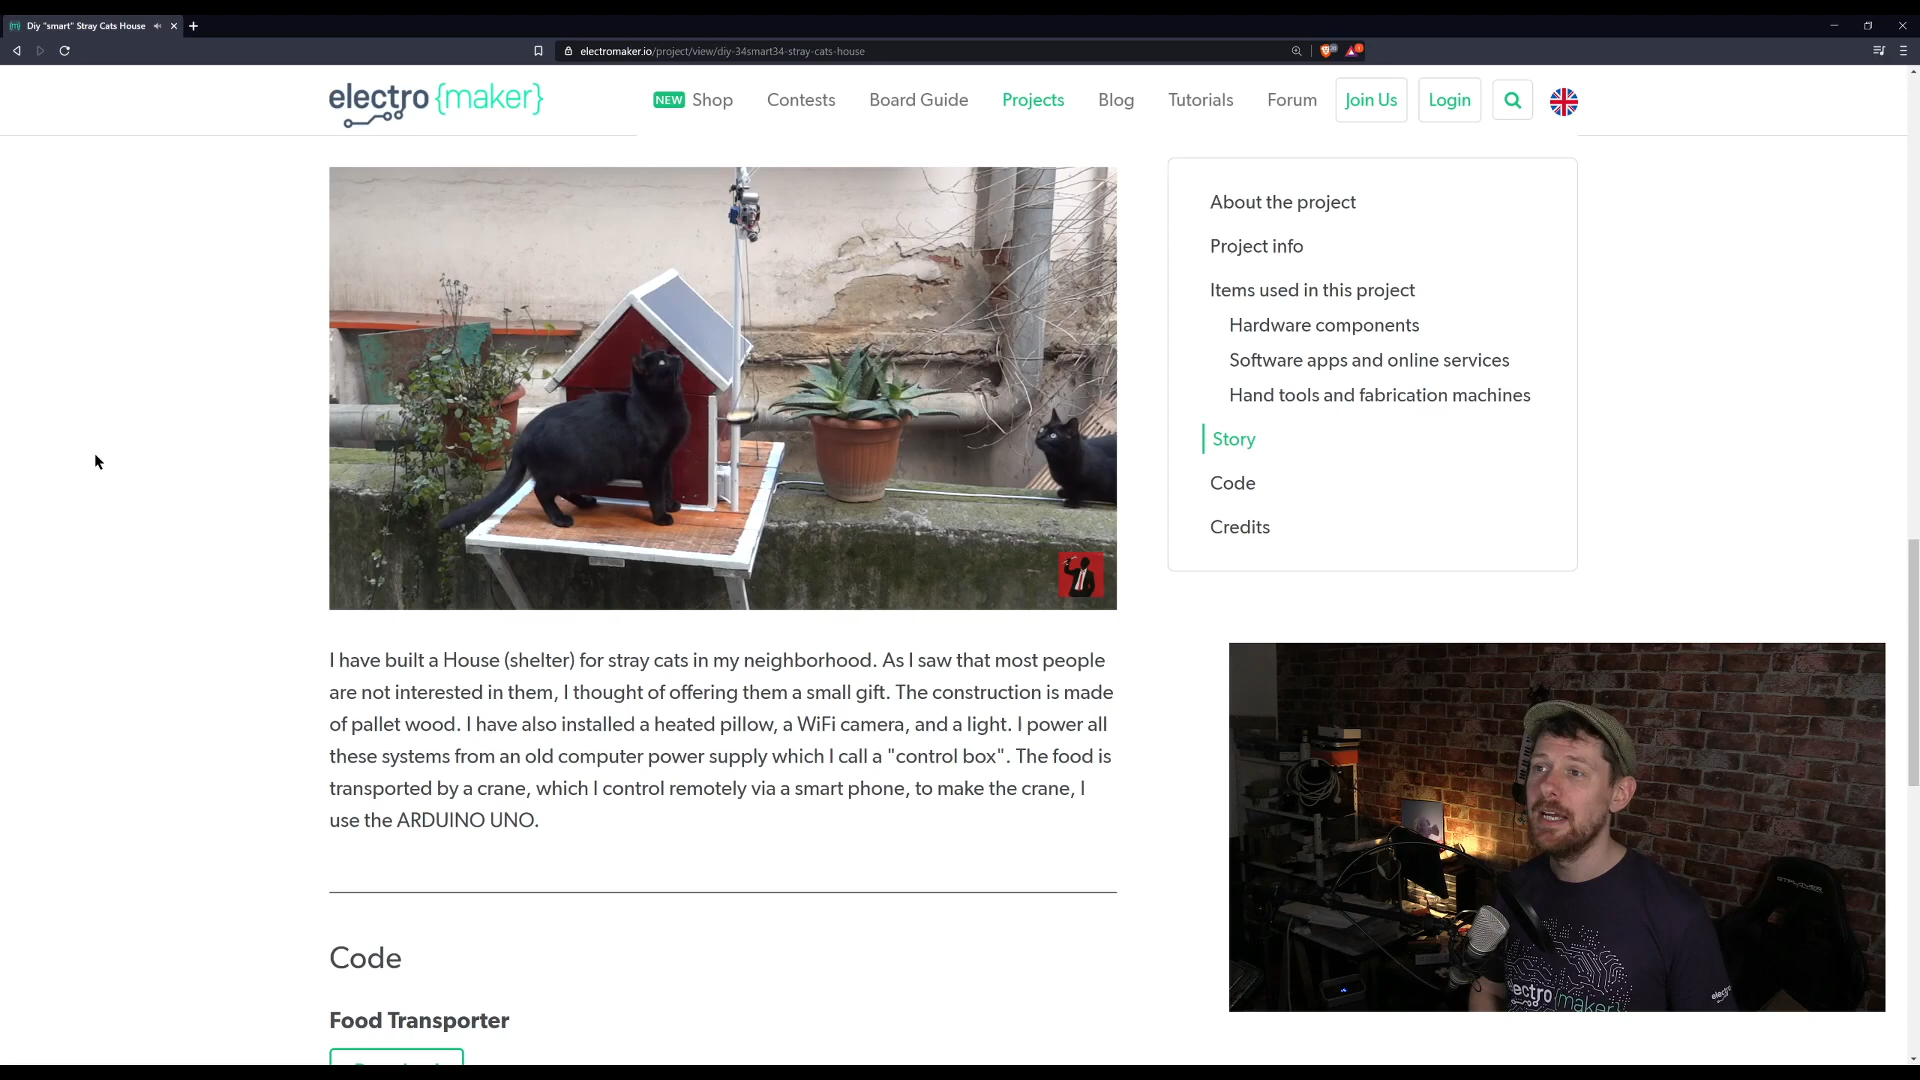 Diy "smart" Stray Cats House
electromaker.io/project/view/diy-34smart34-stray-cats-house
electro {maker}
NEW Shop
Contests
Board Guide
Projects
Blog
Tutorials
Forum
Join Us
Login
About the project
Project info
Items used in this project
Hardware components
Software apps and online services
Hand tools and fabrication machines
Story
Code
Credits
I have built a House (shelter) for stray cats in my neighborhood. As I saw that most people
are not interested in them, I thought of offering them a small gift. The construction is made
of pallet wood. I have also installed a heated pillow, a WiFi camera, and a light. I power all
these systems from an old computer power supply which I call a "control box". The food is
transported by a crane, which I control remotely via a smart phone, to make the crane, I
use the ARDUINO UNO.
Code
Food Transporter
GTPLAYER
electro {maker}